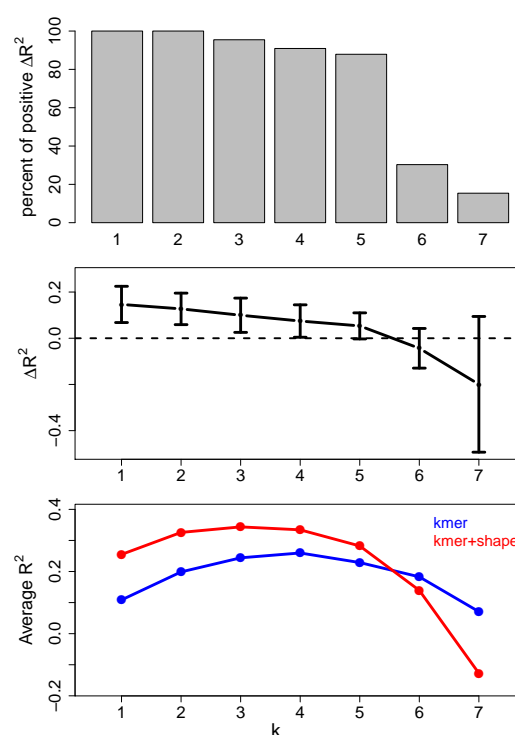 percent of positive ΔR²
0 20 40 60 80 100
1 2 3 4 5 6 7
ΔR²
−0.4 0.0 0.2
1 2 3 4 5 6 7
Average R²
−0.2 0.0 0.2 0.4
kmer
kmer+shape
1 2 3 4 5 6 7
k